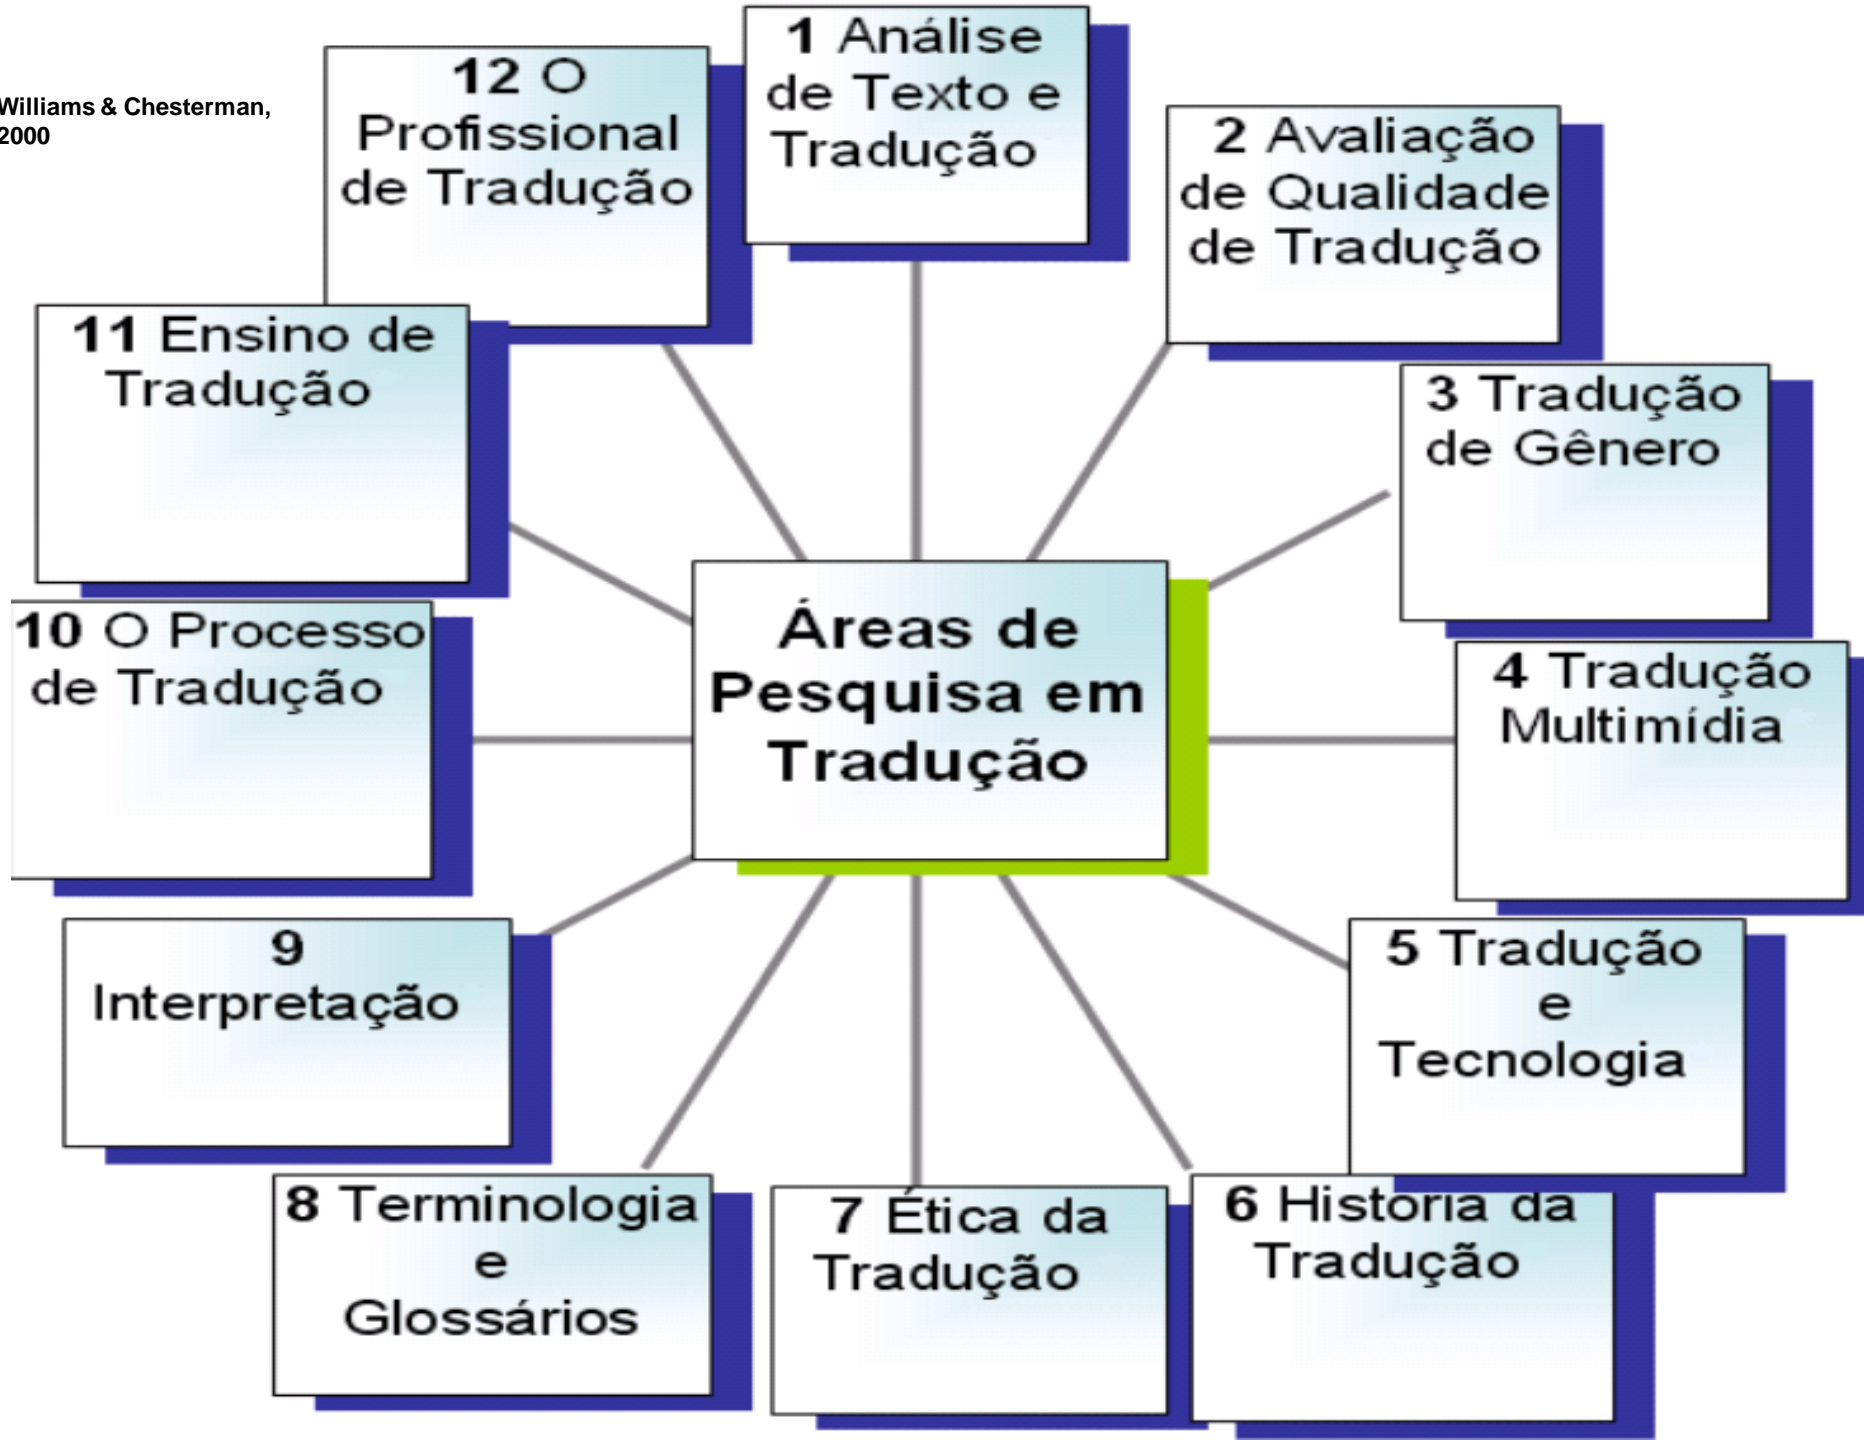 Williams & Chesterman,
2000
1 Análise
de Texto e
Tradução
2 Avaliação
de Qualidade
de Tradução
3 Tradução
de Gênero
4 Tradução
Multimídia
5 Tradução
e
Tecnologia
6 História da
Tradução
7 Ética da
Tradução
8 Terminologia
e
Glossários
9
Interpretação
10 O Processo
de Tradução
11 Ensino de
Tradução
12 O
Profissional
de Tradução
Áreas de
Pesquisa em
Tradução